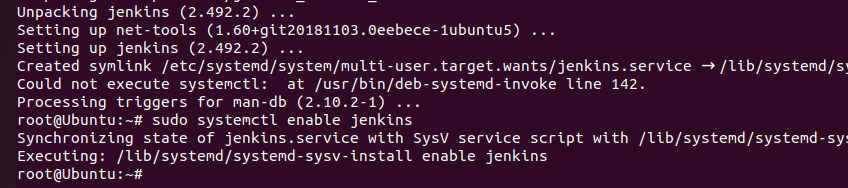 Unpacking jenkins (2.492.2) ...
Setting up net-tools (1.60+git20181103.0eebece-1ubuntu5) ...
Setting up jenkins (2.492.2) ...
Created symlink /etc/systemd/system/multi-user.target.wants/jenkins.service → /lib/systemd/sy
Could not execute systemctl:  at /usr/bin/deb-systemd-invoke line 142.
Processing triggers for man-db (2.10.2-1) ...
root@Ubuntu:~# sudo systemctl enable jenkins
Synchronizing state of jenkins.service with SysV service script with /lib/systemd/systemd-sys
Executing: /lib/systemd/systemd-sysv-install enable jenkins
root@Ubuntu:~#